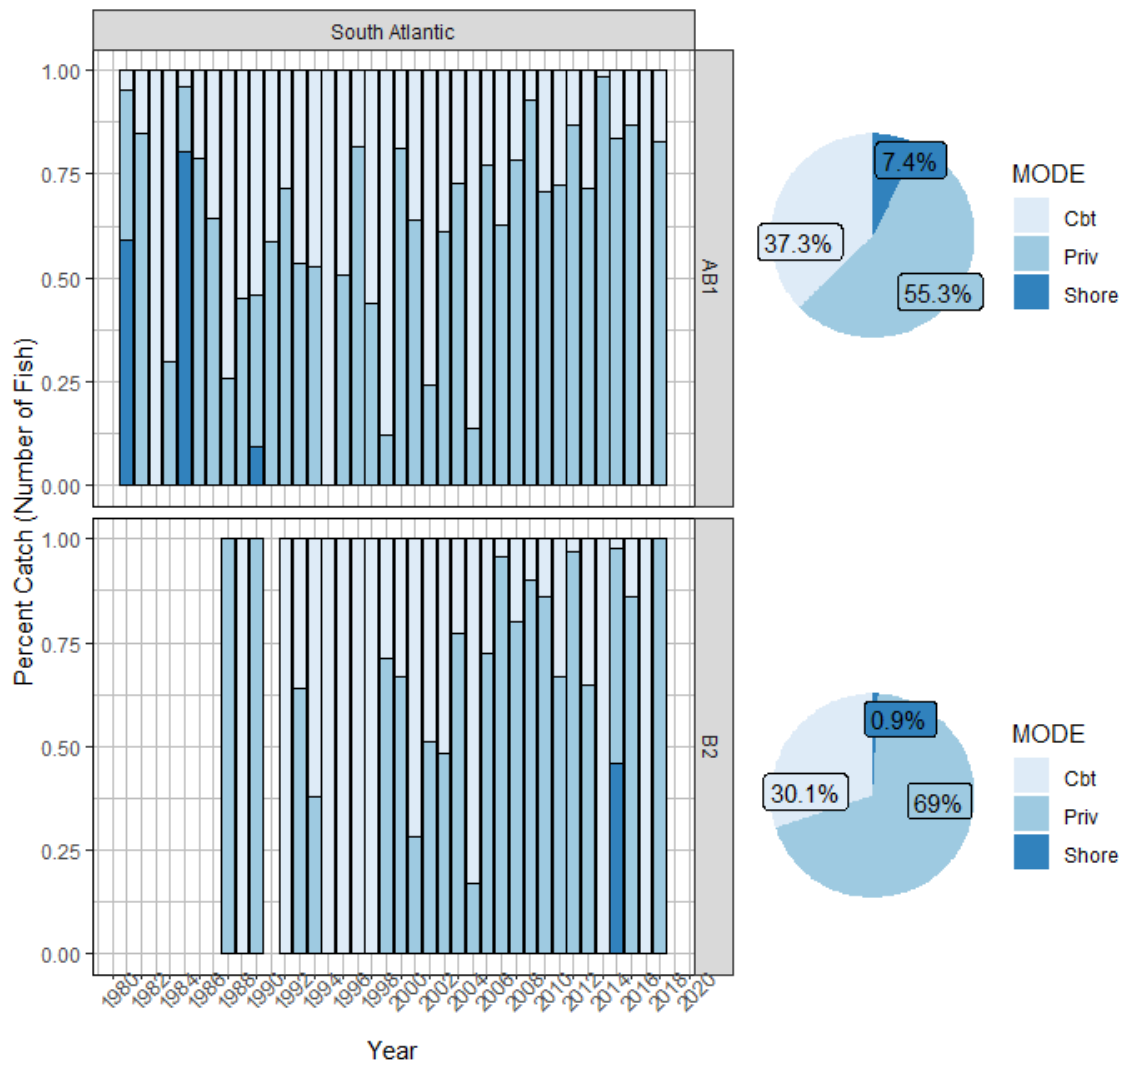 South Atlantic
Percent Catch (Number of Fish)
1.00
0.75
0.50
0.25
0.00
AB1
7.4%
37.3%
55.3%
MODE
Cbt
Priv
Shore
1.00
0.75
0.50
0.25
0.00
B2
0.9%
30.1%
69%
MODE
Cbt
Priv
Shore
1980 1982 1984 1986 1988 1990 1992 1994 1996 1998 2000 2002 2004 2006 2008 2010 2012 2014 2016 2018 2020
Year